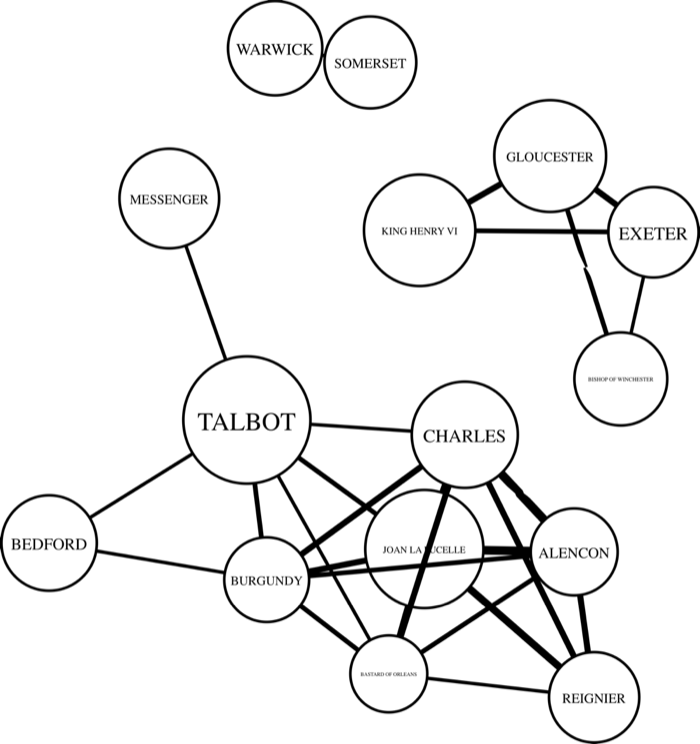 WARWICK
SOMERSET
GLOUCESTER
MESSENGER
KING HENRY VI
EXETER
BISHOP OF WINCHESTER
TALBOT
CHARLES
BEDFORD
JOAN LA PUCELLE
ALENCON
BURGUNDY
BASTARD OF ORLEANS
REIGNIER